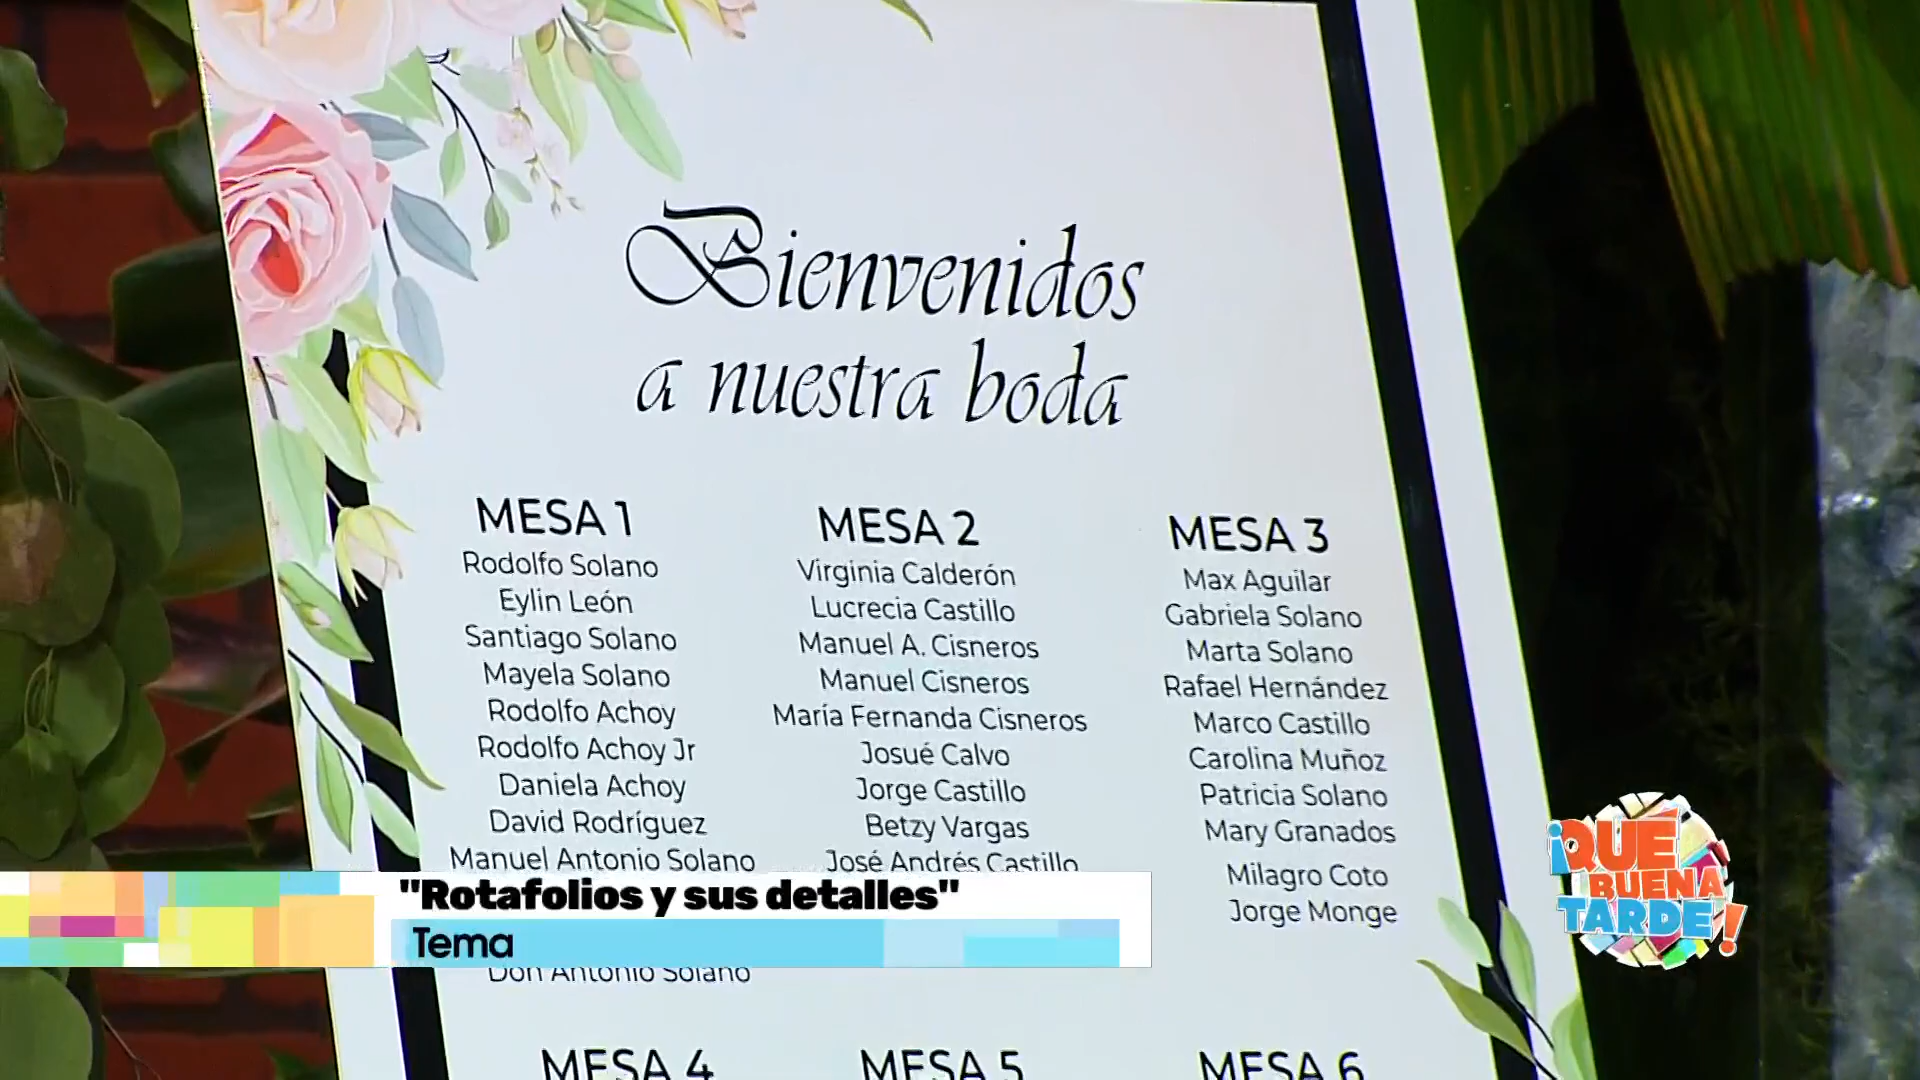 Bienvenidos
a nuestra boda
MESA 1
Rodolfo Solano
Eylin León
Santiago Solano
Mayela Solano
Rodolfo Achoy
Rodolfo Achoy Jr
Daniela Achoy
David Rodríguez
Manuel Antonio Solano
Don Antonio Solano
MESA 2
Virginia Calderón
Lucrecia Castillo
Manuel A. Cisneros
Manuel Cisneros
María Fernanda Cisneros
Josué Calvo
Jorge Castillo
Betzy Vargas
José Andrés Castillo
MESA 3
Max Aguilar
Gabriela Solano
Marta Solano
Rafael Hernández
Marco Castillo
Carolina Muñoz
Patricia Solano
Mary Granados
Milagro Coto
Jorge Monge
MESA 4
MESA 5
MESA 6
"Rotafolios y sus detalles"
Tema
¡QUE
BUENA
TARDE!